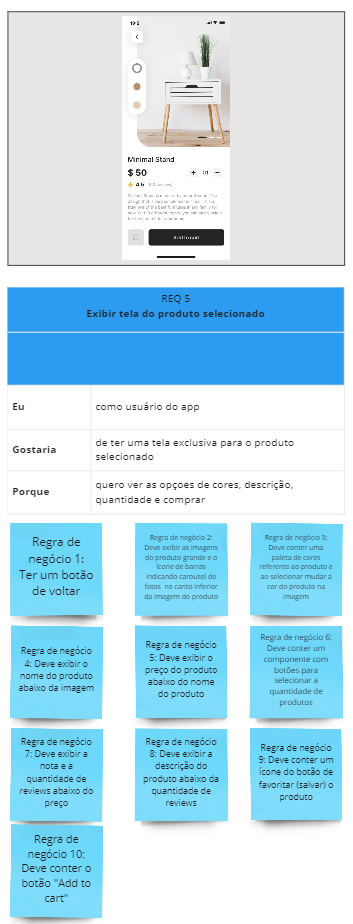 19:2
Minimal Stand
$ 50
01
4.5
Minimal Stand is made of by natural wood. The
design that is very simple and minimal. This is
truly one of the best furnitures in any family for
now. With 3 different colors, you can easily select
the best match for your home.
Add to cart
REQ 5
Exibir tela do produto selecionado
Eu
como usuário do app
Gostaria
de ter uma tela exclusiva para o produto
selecionado
Porque
quero ver as opçoes de cores, descrição,
quantidade e comprar
Regra de
negócio 1:
Ter um botão
de voltar
Regra de negócio 2:
Deve exibir as imagens
do próduto grande e o
ícone de barras
indicando carousel de
fotos no canto inferior
da imagem do produto
Regra de negócio 3:
Deve conter uma
paleta de cores
referente ao produto e
ao selecionar mudar a
cor do produto na
imagem
Regra de negócio
4: Deve exibir o
nome do produto
abaixo da imagem
Regra de negócio
5: Deve exibir o
preço do produto
abaixo do nome
do produto
Regra de negócio 6:
Deve conter um
componente com
botões para
selecionar a
quantidade de
produtos
Regra de negócio
7: Deve exibir a
nota e a
quantidade de
reviews abaixo do
preço
Regra de negócio
8: Deve exibir a
descrição do
produto abaixo da
quantidade de
reviews
Regra de negócio
9: Deve conter um
ícone do botão de
favoritar (salvar) o
produto
Regra de
negócio 10:
Deve conter o
botão "Add to
cart"